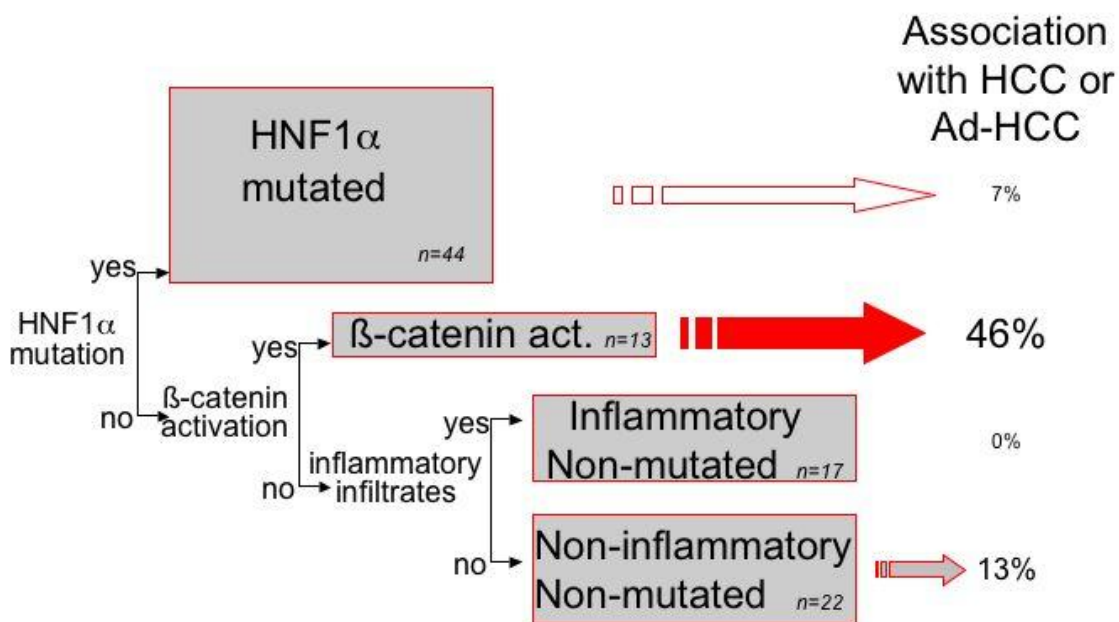 Association
with HCC or
Ad-HCC
HNF1α
mutated
n=44
7%
yes
HNF1α
mutation
no
ß-catenin act. n=13
46%
yes
ß-catenin
activation
no
Inflammatory
Non-mutated n=17
0%
yes
inflammatory
infiltrates
no
Non-inflammatory
Non-mutated n=22
13%